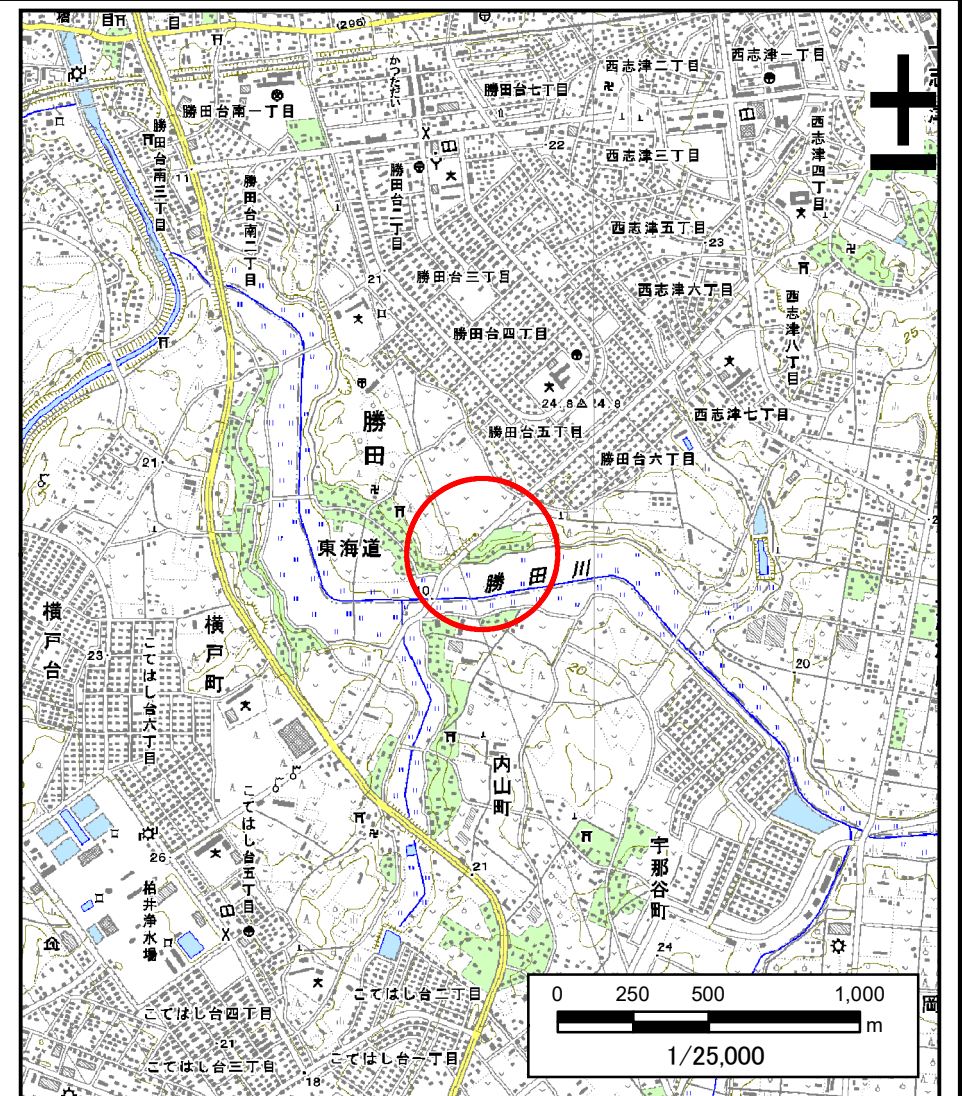 (296)
目
目
西志津一丁目
西志津二丁目
かつただい
勝田台七丁目
勝田台南一丁目
西志津四丁目
勝田台南三丁目
22
西志津三丁目
11
勝田台南二丁目
勝田台二丁目
西志津五丁目
23
21
勝田台三丁目
西志津六丁目
西志津八丁目
25
勝田台四丁目
24.8
24.8
西志津七丁目
勝田
勝田台五丁目
勝田台六丁目
21
東海道
勝田川
10
横戸台
横戸町
こてはし台六丁目
23
20
20
内山町
こてはし台五丁目
宇那谷町
26
21
柏井浄水場
24
こてはし台二丁目
こてはし台四丁目
21
こてはし台三丁目
こてはし台一丁目
18
0 250 500 1,000
m
1/25,000